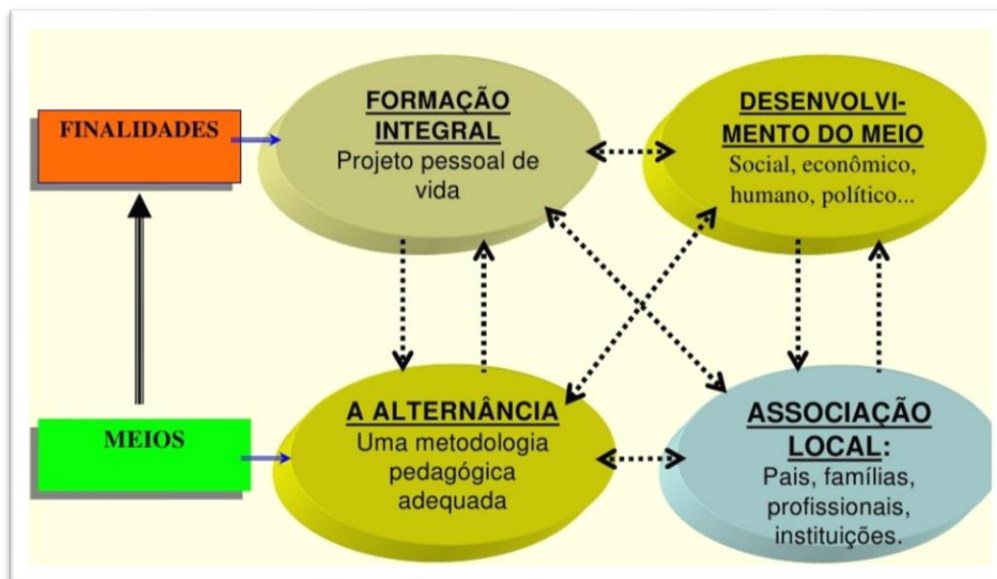 FINALIDADES
FORMAÇÃO
INTEGRAL
Projeto pessoal de
vida
DESENVOLVI-
MENTO DO MEIO
Social, econômico,
humano, político...
MEIOS
A ALTERNÂNCIA
Uma metodologia
pedagógica
adequada
ASSOCIAÇÃO
LOCAL:
Pais, famílias,
profissionais,
instituições.